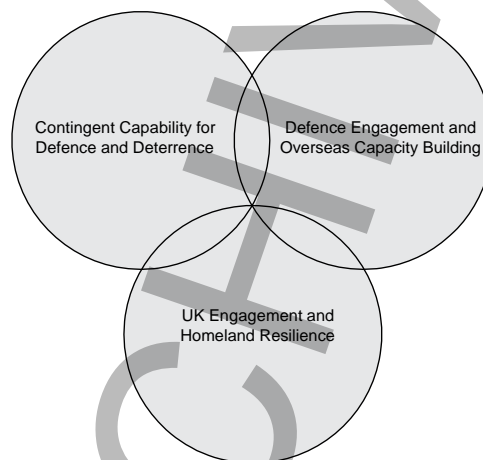 Contingent Capability for
Defence and Deterrence
Defence Engagement and
Overseas Capacity Building
UK Engagement and
Homeland Resilience